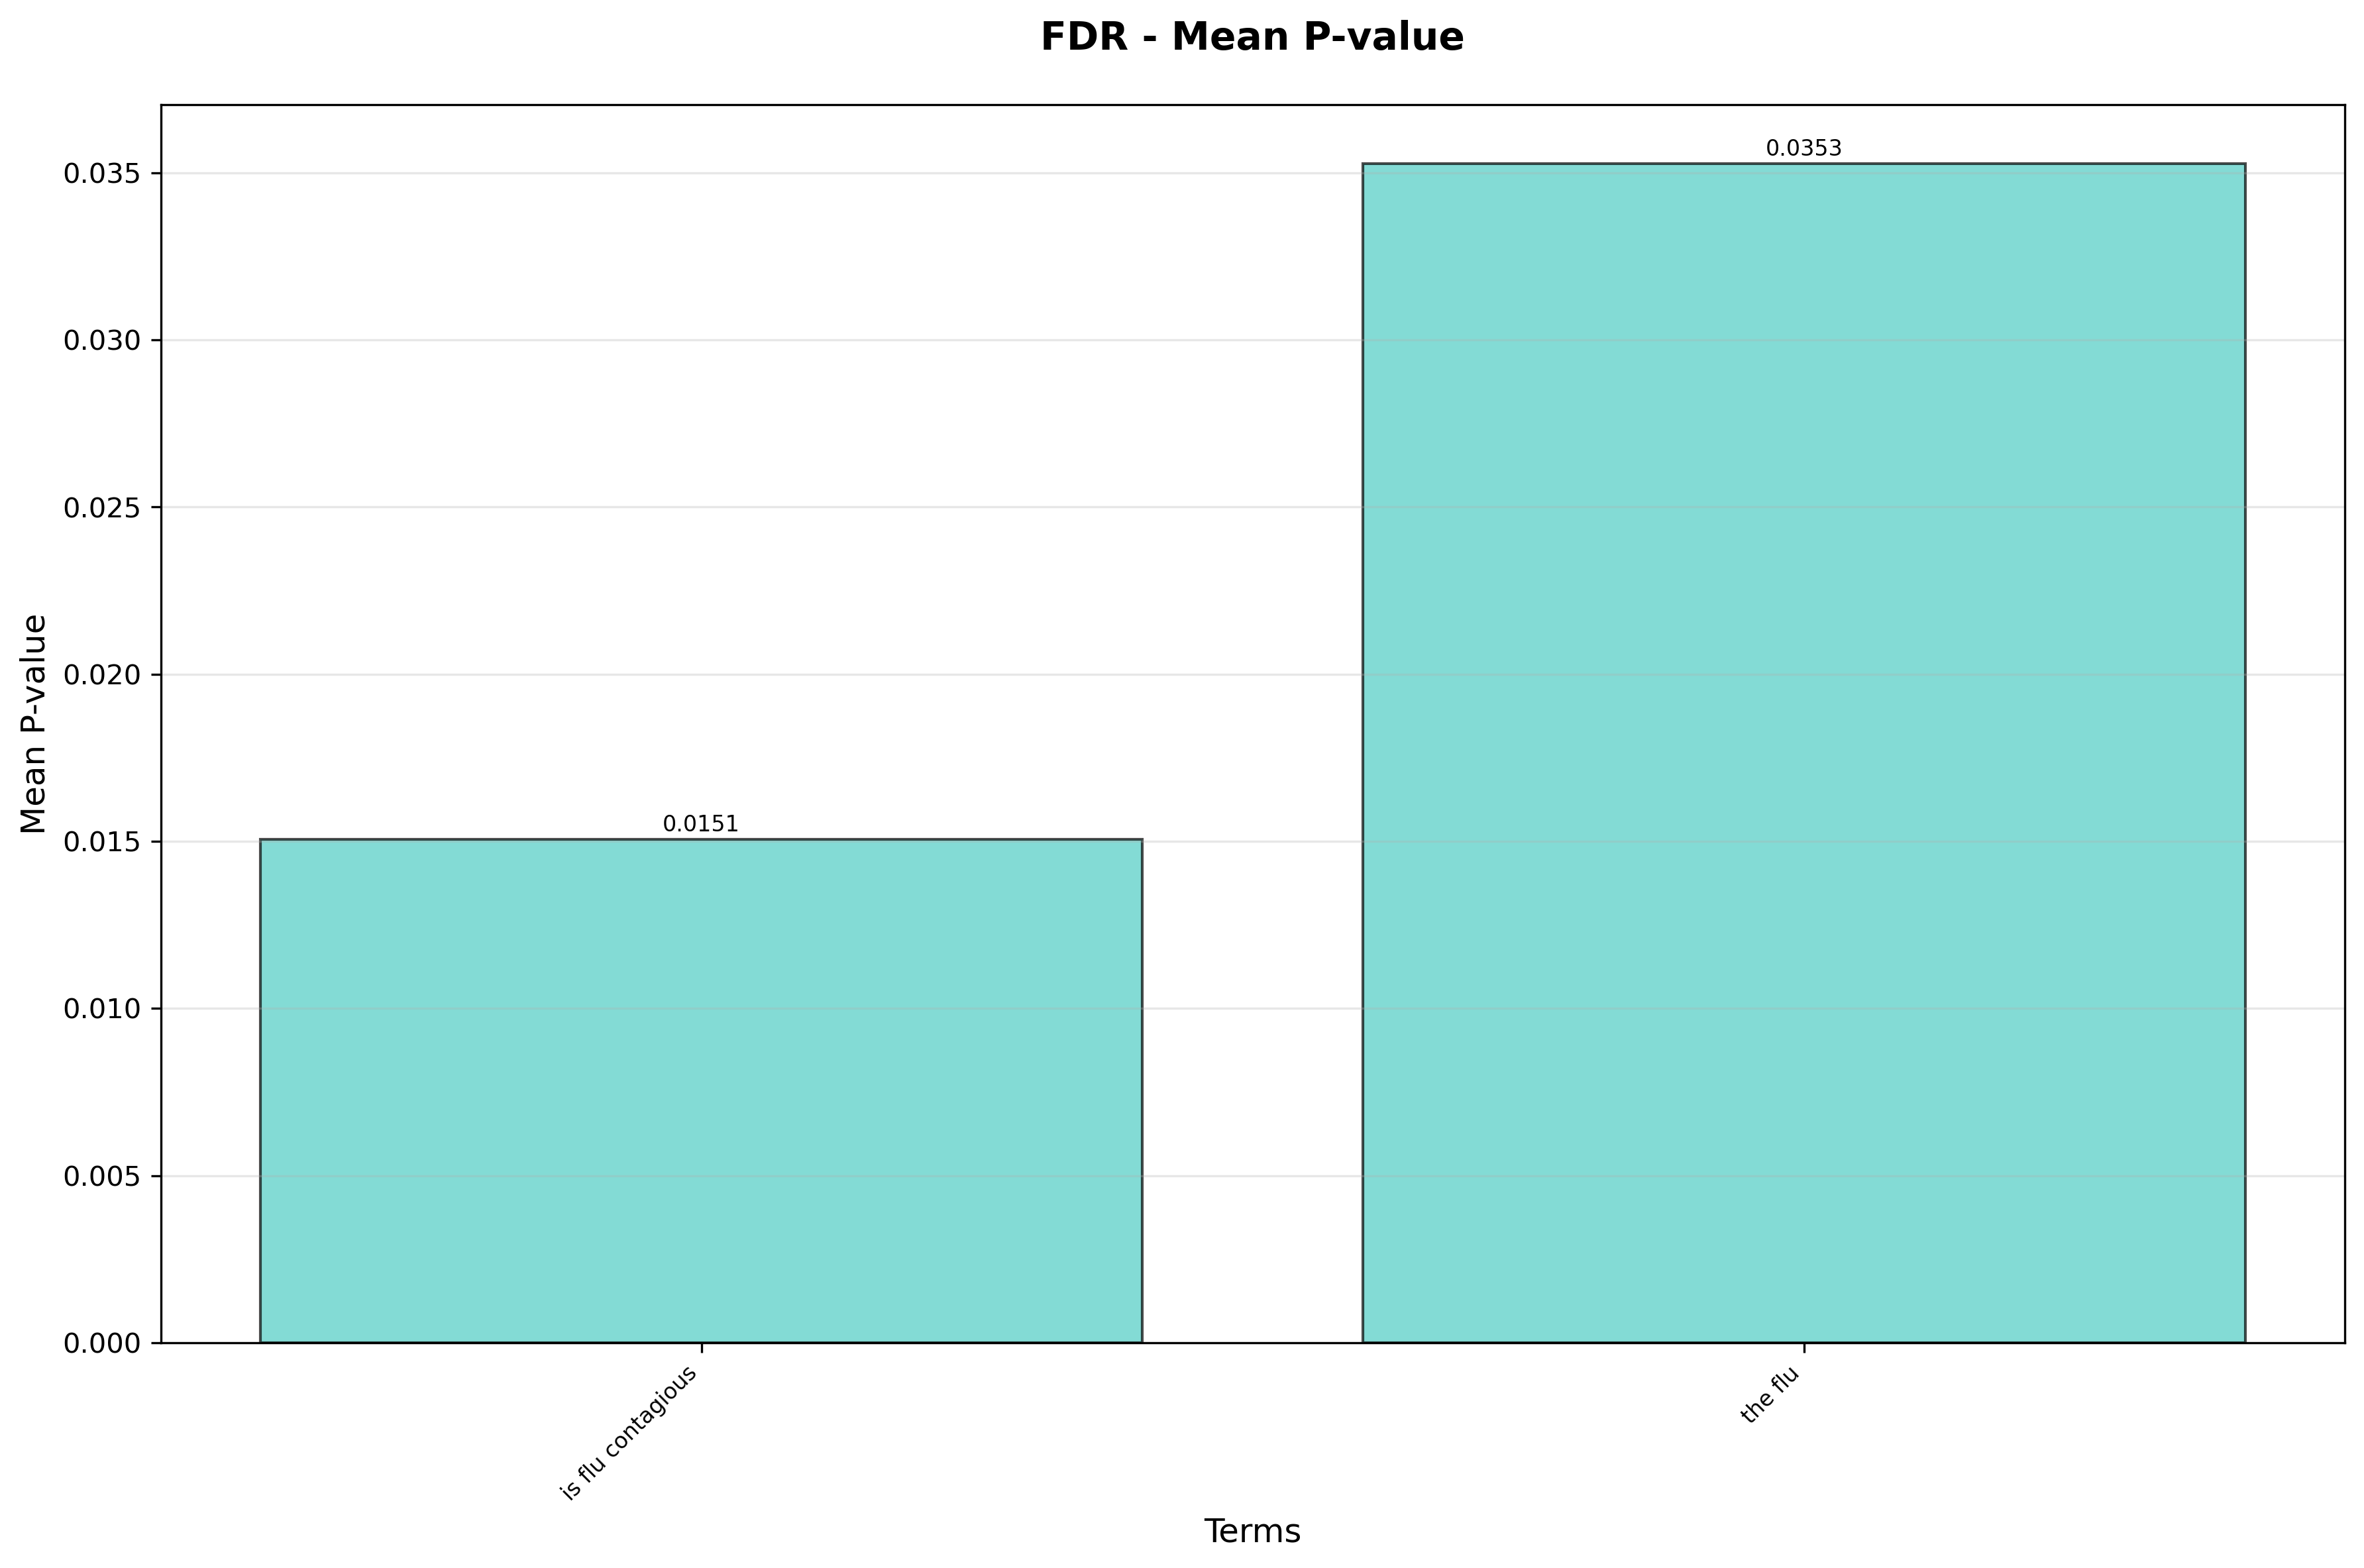 FDR - Mean P-value
Mean P-value
0.035
0.030
0.025
0.020
0.015
0.010
0.005
0.000
0.0151
0.0353
is flu contagious
the flu
Terms